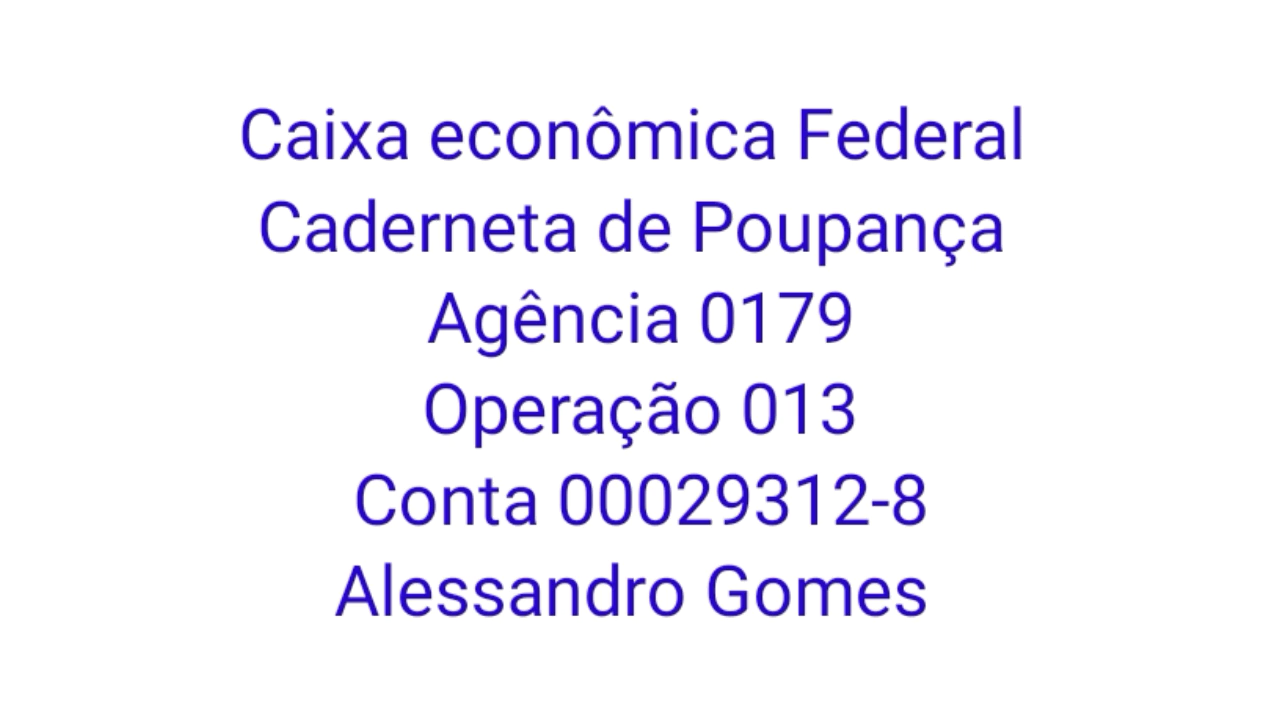 Caixa econômica Federal
Caderneta de Poupança
Agência 0179
Operação 013
Conta 00029312-8
Alessandro Gomes